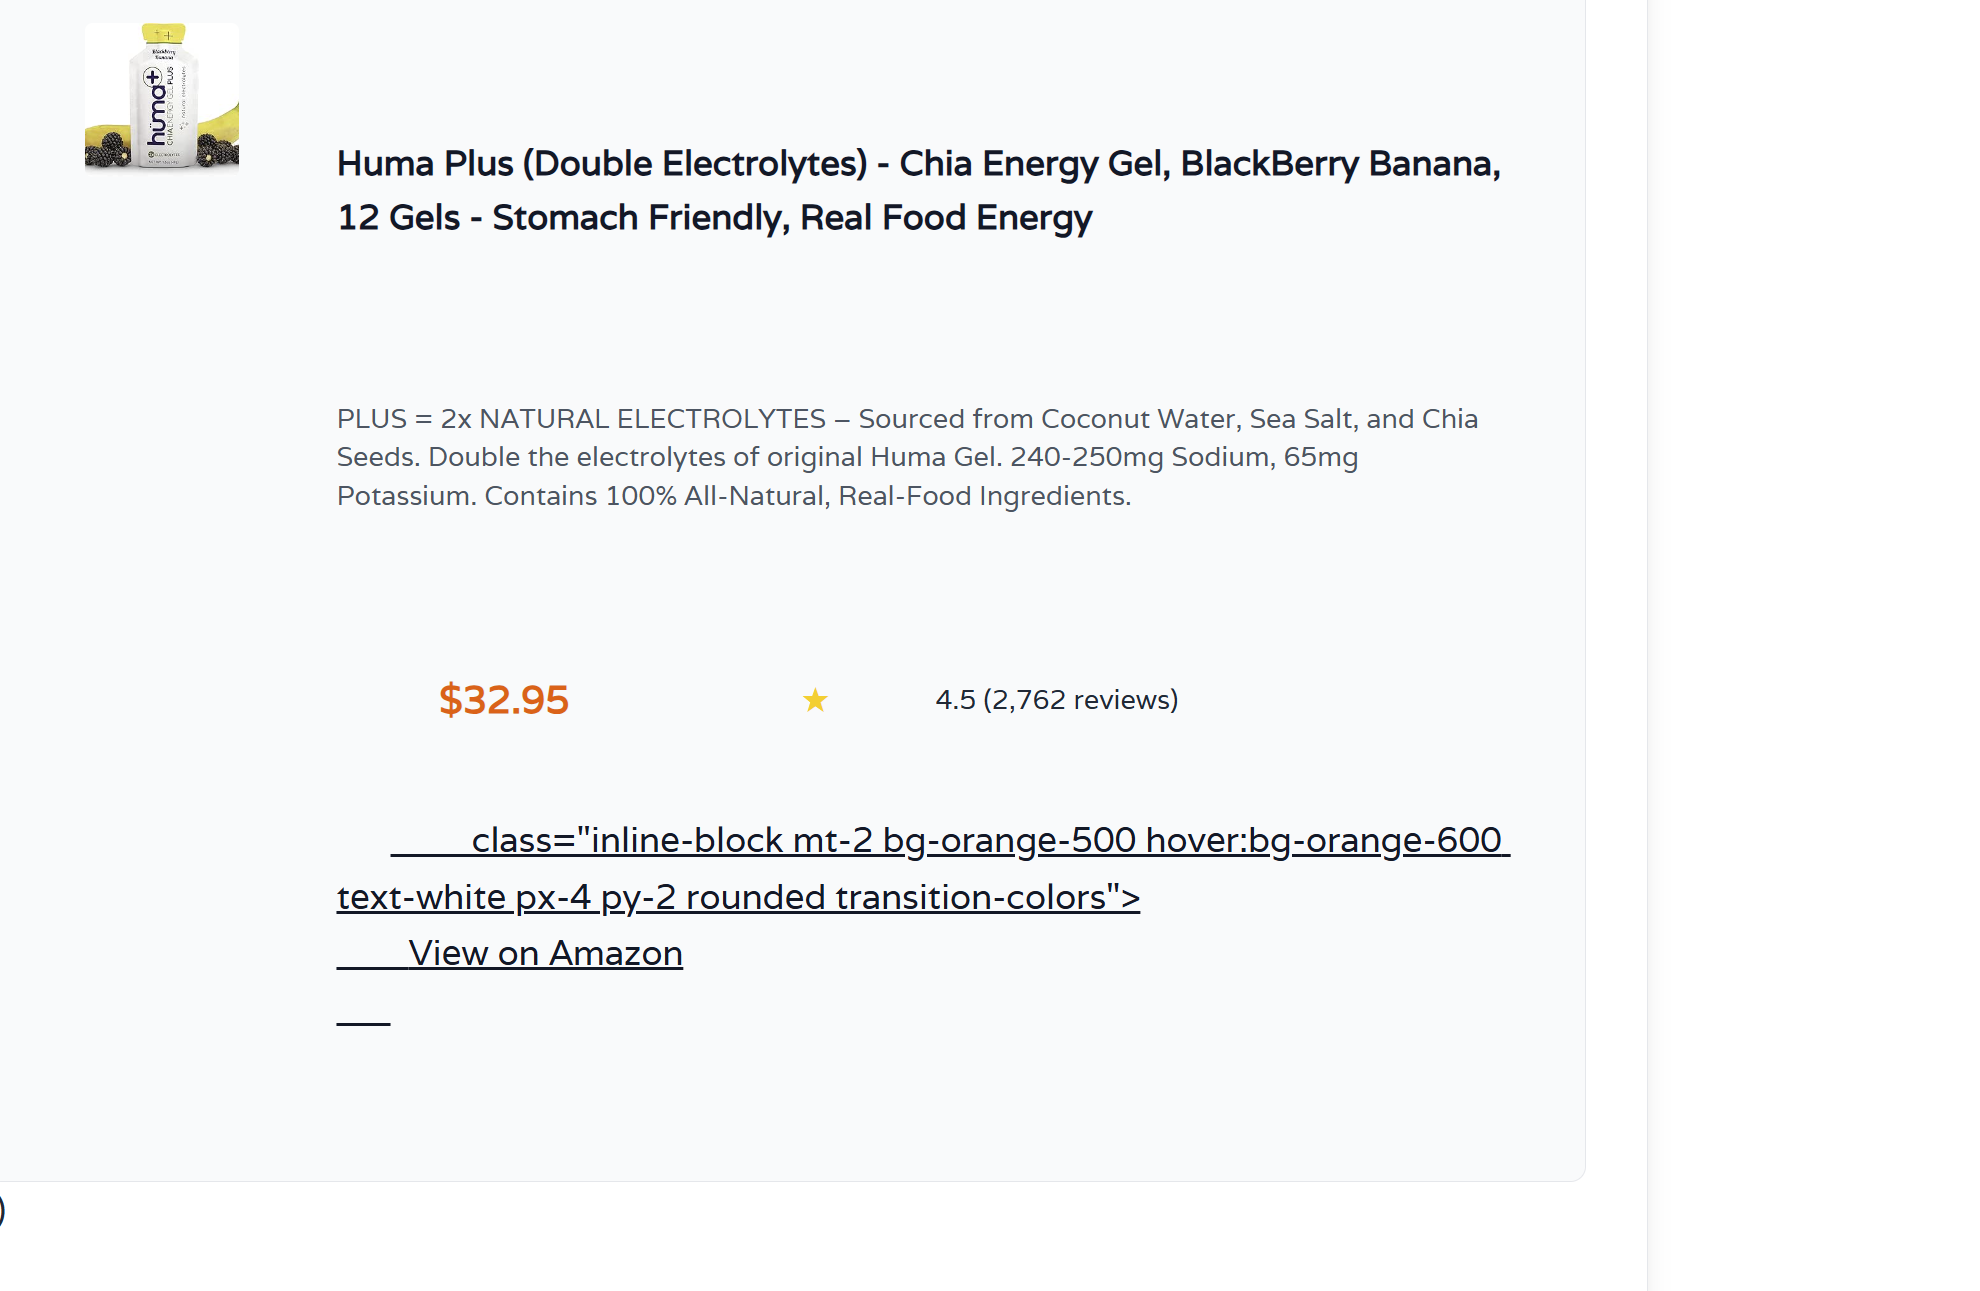 Blackberry
Banana
hüma+
CHIA ENERGY GEL PLUS
Huma Plus (Double Electrolytes) - Chia Energy Gel, BlackBerry Banana,
12 Gels - Stomach Friendly, Real Food Energy
PLUS = 2x NATURAL ELECTROLYTES – Sourced from Coconut Water, Sea Salt, and Chia
Seeds. Double the electrolytes of original Huma Gel. 240-250mg Sodium, 65mg
Potassium. Contains 100% All-Natural, Real-Food Ingredients.
$32.95 ★ 4.5 (2,762 reviews)
class="inline-block mt-2 bg-orange-500 hover:bg-orange-600
text-white px-4 py-2 rounded transition-colors">
View on Amazon
)